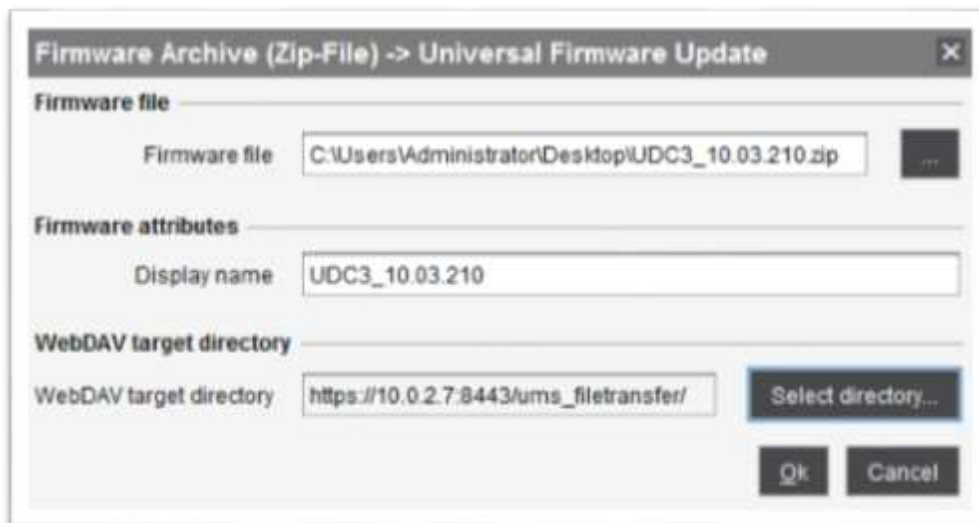 Firmware Archive (Zip-File) -> Universal Firmware Update
Firmware file
Firmware file C:\Users\Administrator\Desktop\UDC3_10.03.210.zip ...
Firmware attributes
Display name UDC3_10.03.210
WebDAV target directory
WebDAV target directory https://10.0.2.7:8443/ums_filetransfer/ Select directory...
Ok Cancel